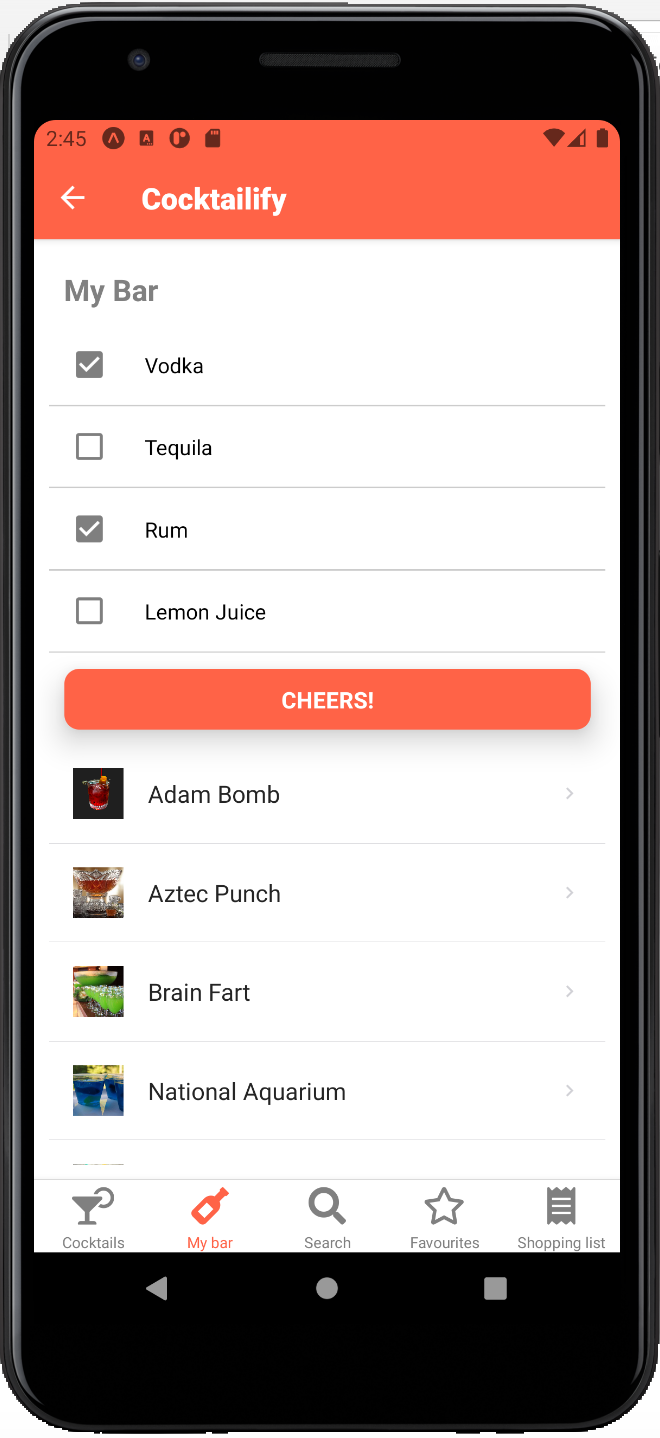 2:45
Cocktailify
My Bar
Vodka
Tequila
Rum
Lemon Juice
CHEERS!
Adam Bomb
Aztec Punch
Brain Fart
National Aquarium
Cocktails
My bar
Search
Favourites
Shopping list